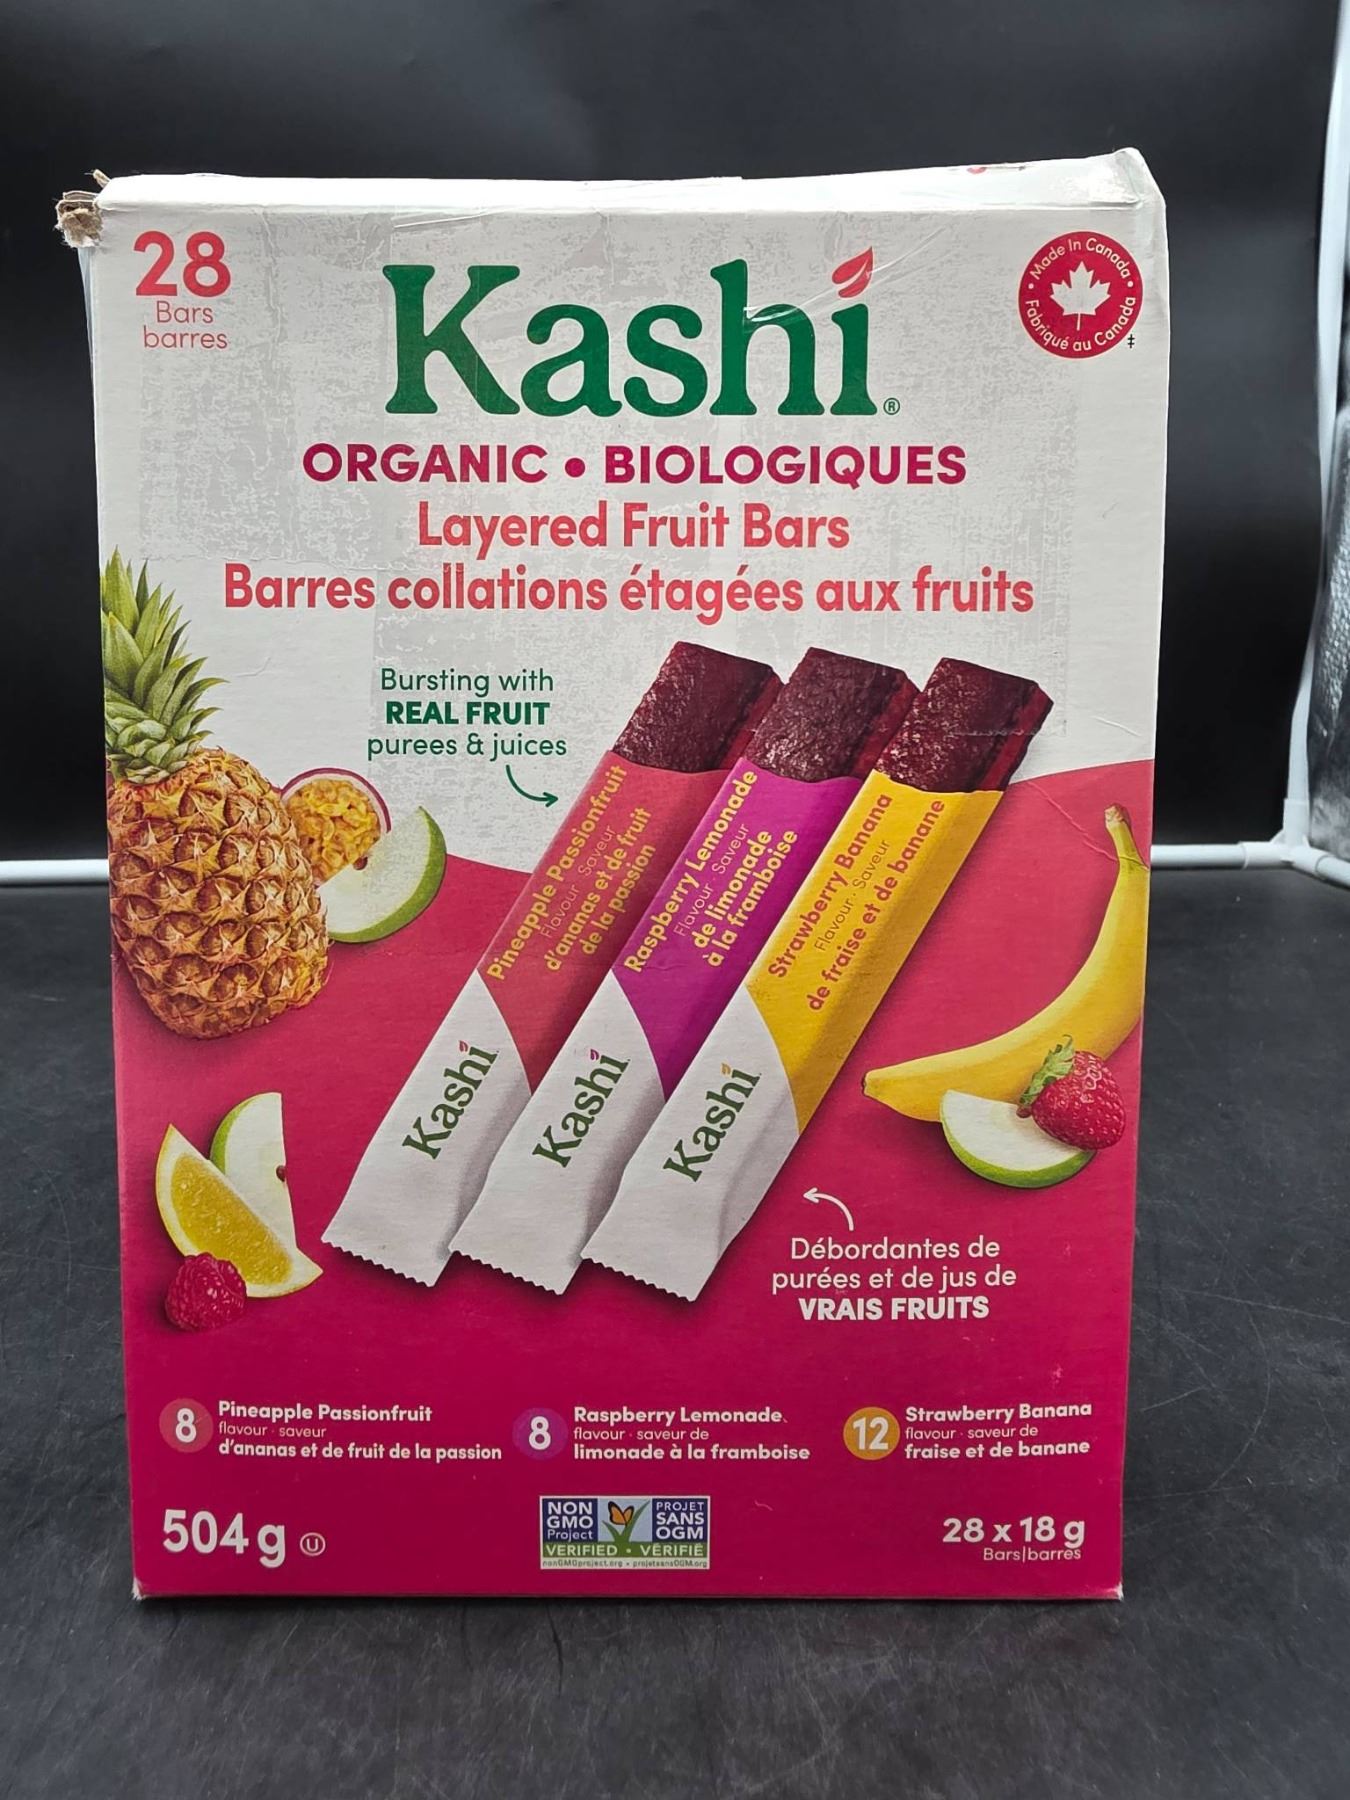 28
Bars
barres
Kashi®
Made In Canada • Fabriqué au Canada •
‡
ORGANIC • BIOLOGIQUES
Layered Fruit Bars
Barres collations étagées aux fruits
Bursting with
REAL FRUIT
purees & juices
Pineapple Passionfruit
Flavour · Saveur
d'ananas et de fruit
de la passion
Kashi
Raspberry Lemonade
Flavour · Saveur
de limonade
à la framboise
Kashi
Strawberry Banana
Flavour · Saveur
de fraise et de banane
Kashi
Débordantes de
purées et de jus de
VRAIS FRUITS
8
Pineapple Passionfruit
flavour · saveur
d'ananas et de fruit de la passion
8
Raspberry Lemonade
flavour · saveur de
limonade à la framboise
12
Strawberry Banana
flavour · saveur de
fraise et de banane
504 g Ⓤ
NON
GMO
Project
PROJET
SANS
OGM
VERIFIED • VÉRIFIÉ
nonGMOproject.org • projetsansOGM.org
28 x 18 g
Bars|barres